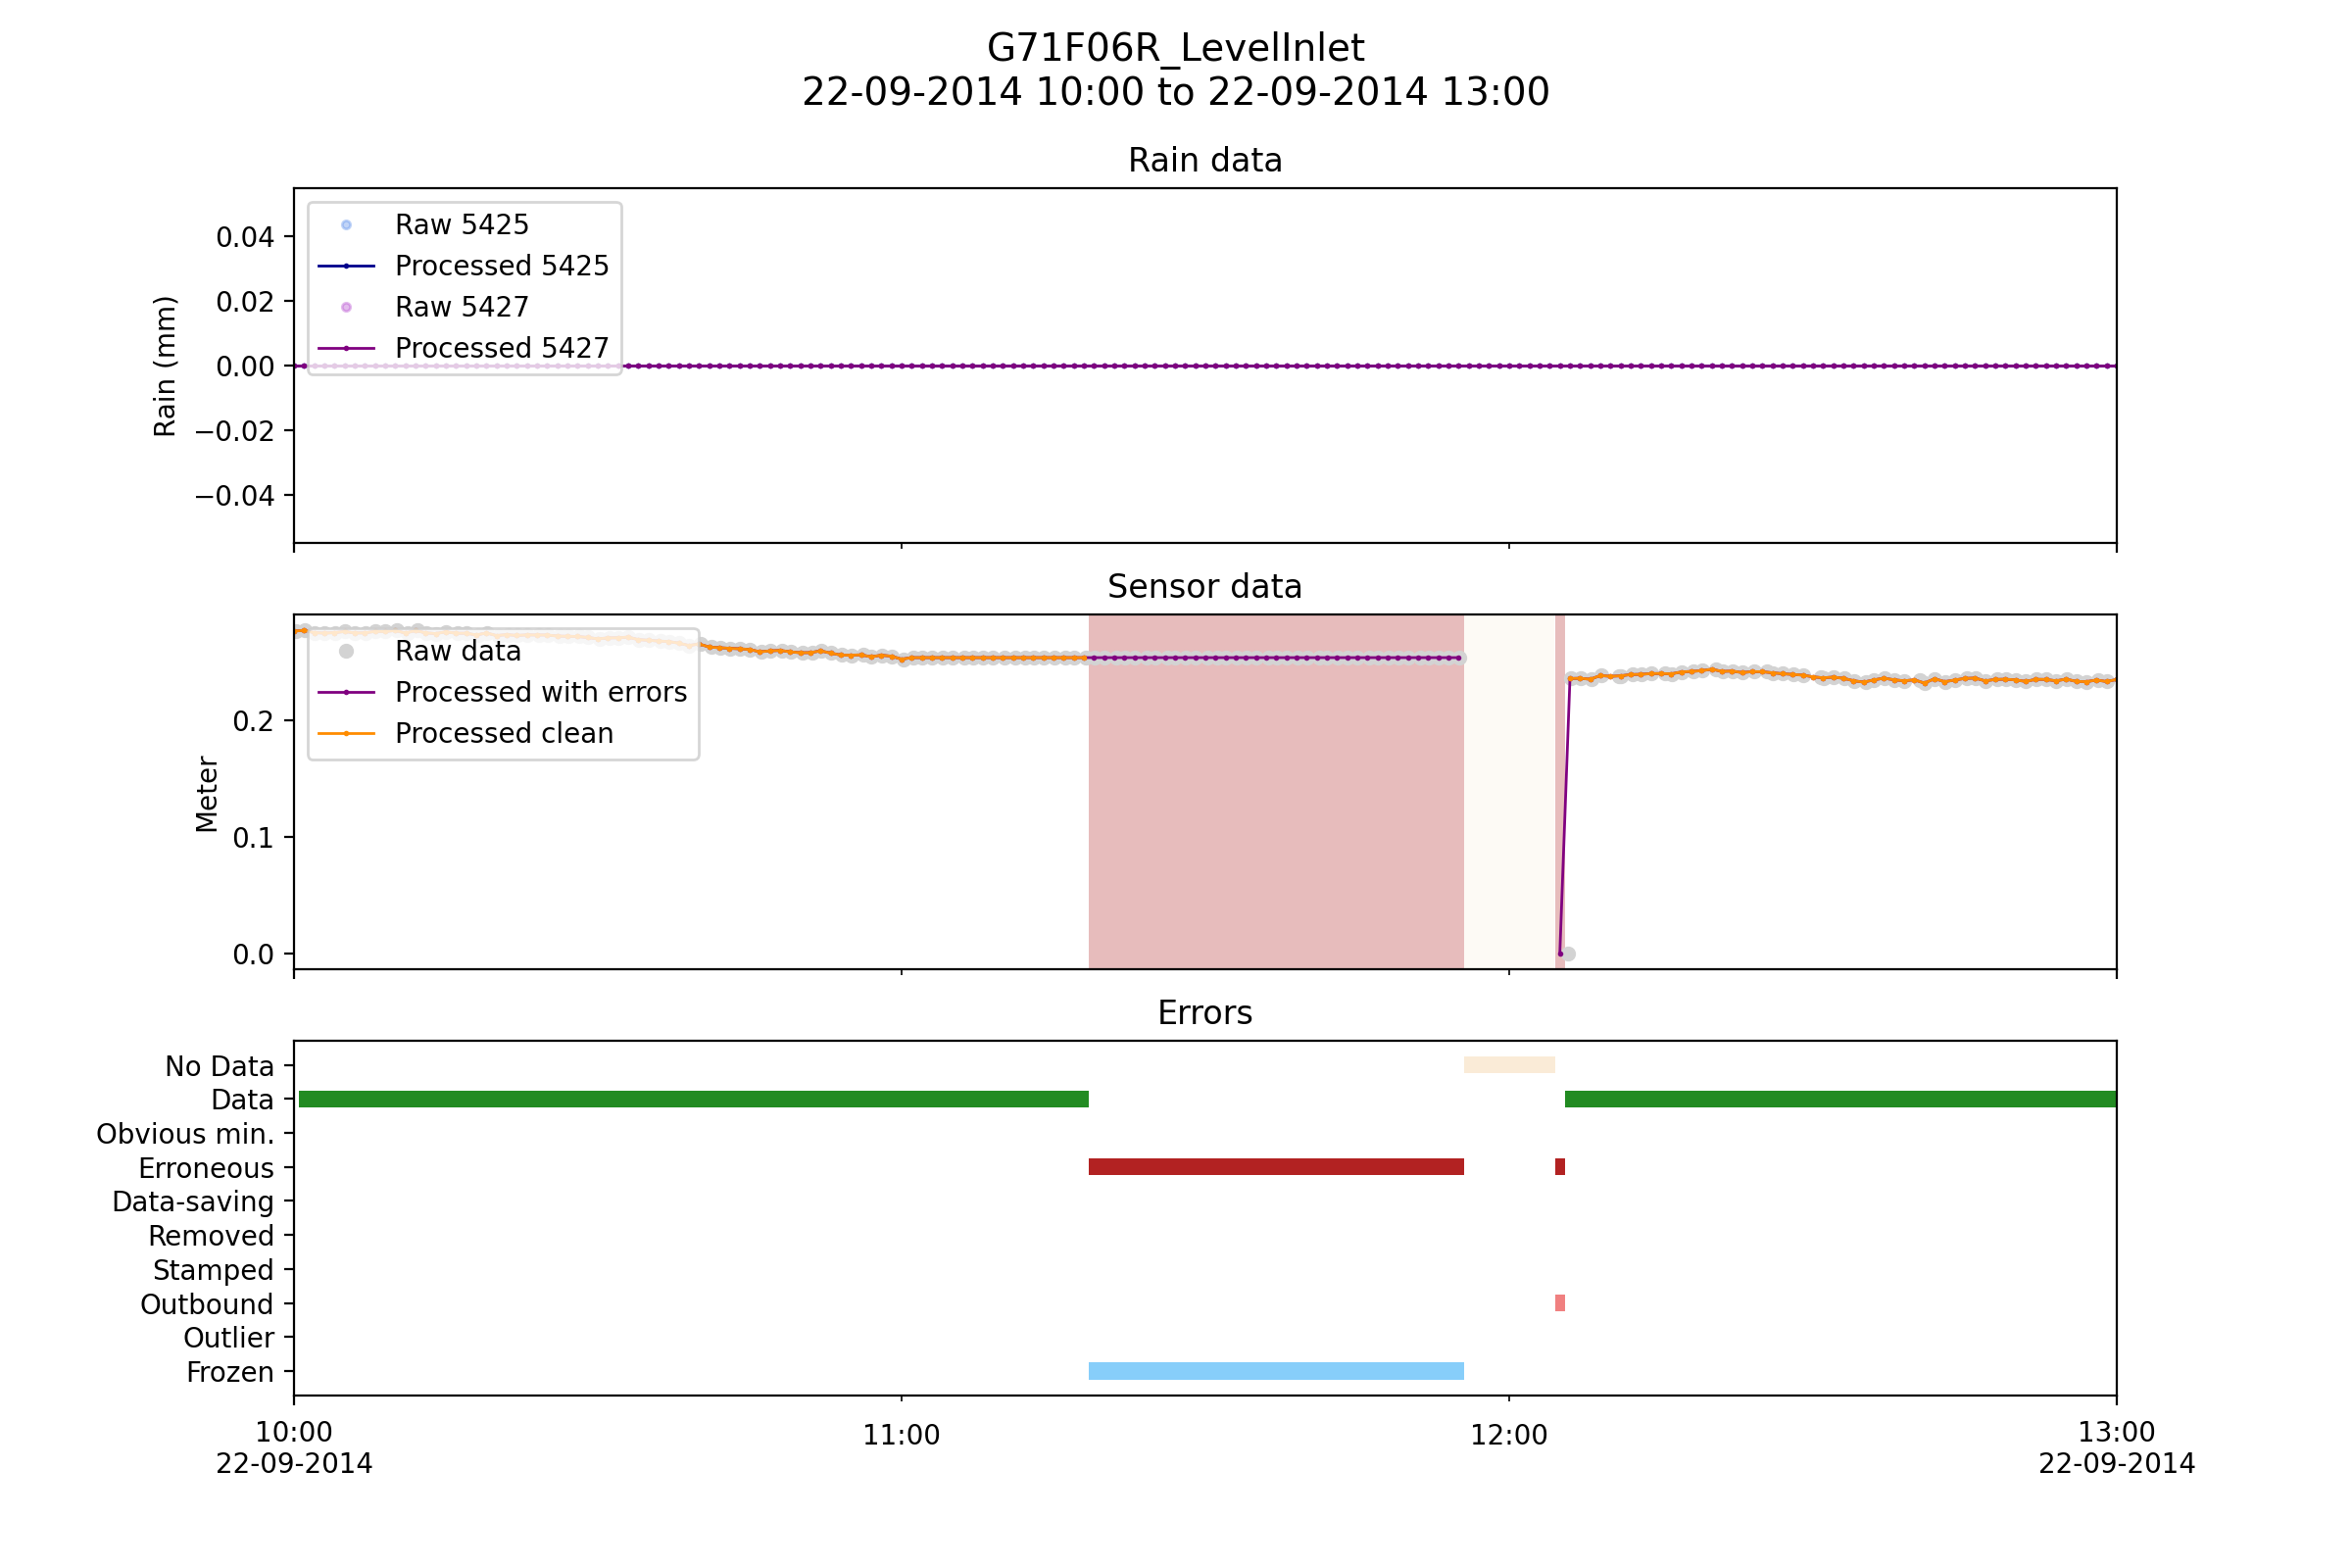 G71F06R_LevelInlet
22-09-2014 10:00 to 22-09-2014 13:00
Rain data
Raw 5425
Processed 5425
Raw 5427
Processed 5427
0.04
0.02
0.00
−0.02
−0.04
Rain (mm)
Sensor data
Raw data
Processed with errors
Processed clean
0.2
0.1
0.0
Meter
Errors
No Data
Data
Obvious min.
Erroneous
Data-saving
Removed
Stamped
Outbound
Outlier
Frozen
10:00
22-09-2014
11:00
12:00
13:00
22-09-2014